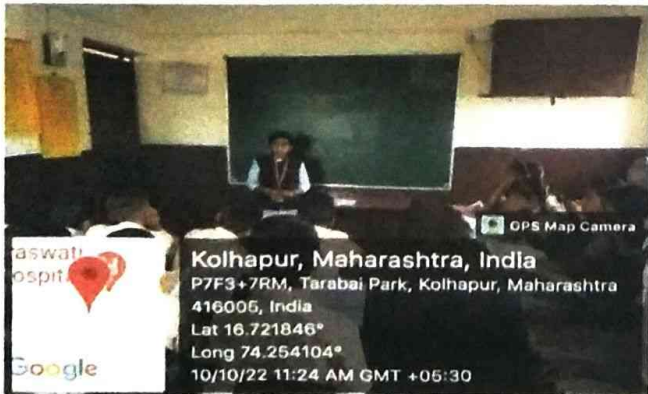 GPS Map Camera
aswati
ospit
Google
Kolhapur, Maharashtra, India
P7F3+7RM, Tarabai Park, Kolhapur, Maharashtra
416005, India
Lat 16.721846°
Long 74.254104°
10/10/22 11:24 AM GMT +05:30